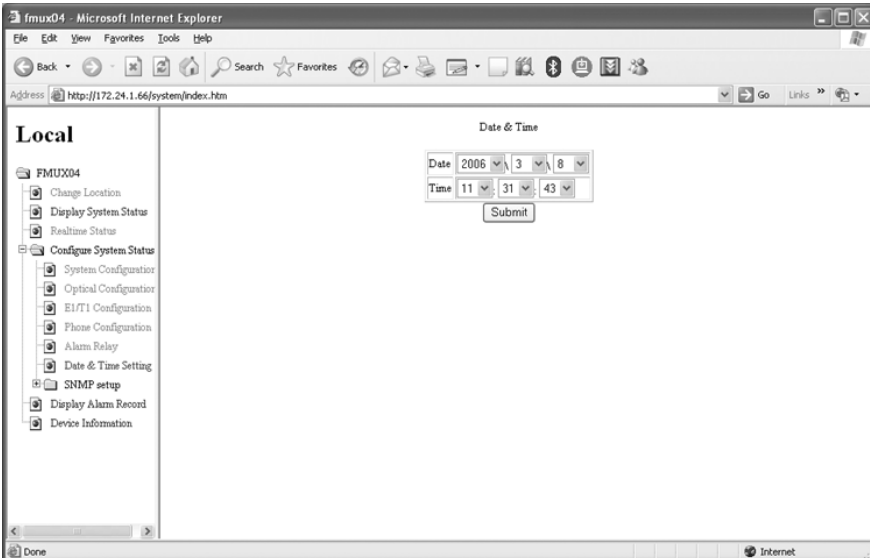 fmux04 - Microsoft Internet Explorer
File Edit View Favorites Tools Help
Back Search Favorites
Address http://172.24.1.66/system/index.htm Go Links »
Local
FMUX04
Change Location
Display System Status
Realtime Status
Configure System Status
System Configuration
Optical Configuration
E1/T1 Configuration
Phone Configuration
Alarm Relay
Date & Time Setting
SNMP setup
Display Alarm Record
Device Information
Date & Time
Date 2006 \ 3 \ 8
Time 11 : 31 : 43
Submit
Done Internet